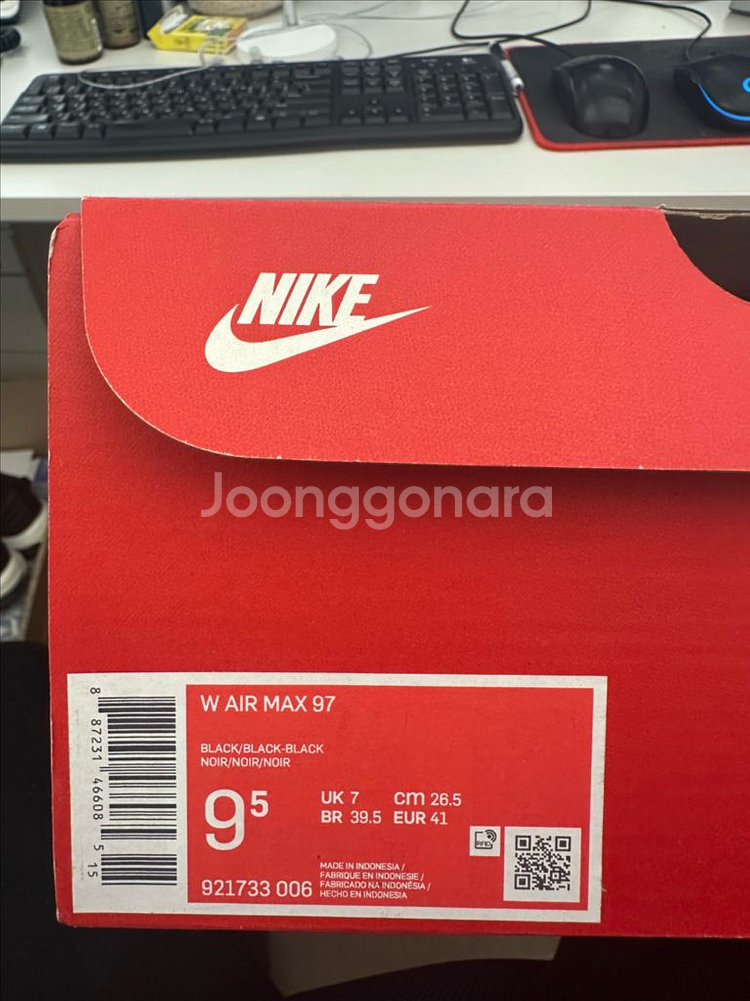 NIKE
Joonggonara
W AIR MAX 97
BLACK/BLACK-BLACK
NOIR/NOIR/NOIR
9⁵
UK 7 cm 26.5
BR 39.5 EUR 41
RFID
921733 006
MADE IN INDONESIA /
FABRIQUE EN INDONESIE /
FABRICADO NA INDONÉSIA /
HECHO EN INDONESIA
8 87231 46608 5 15